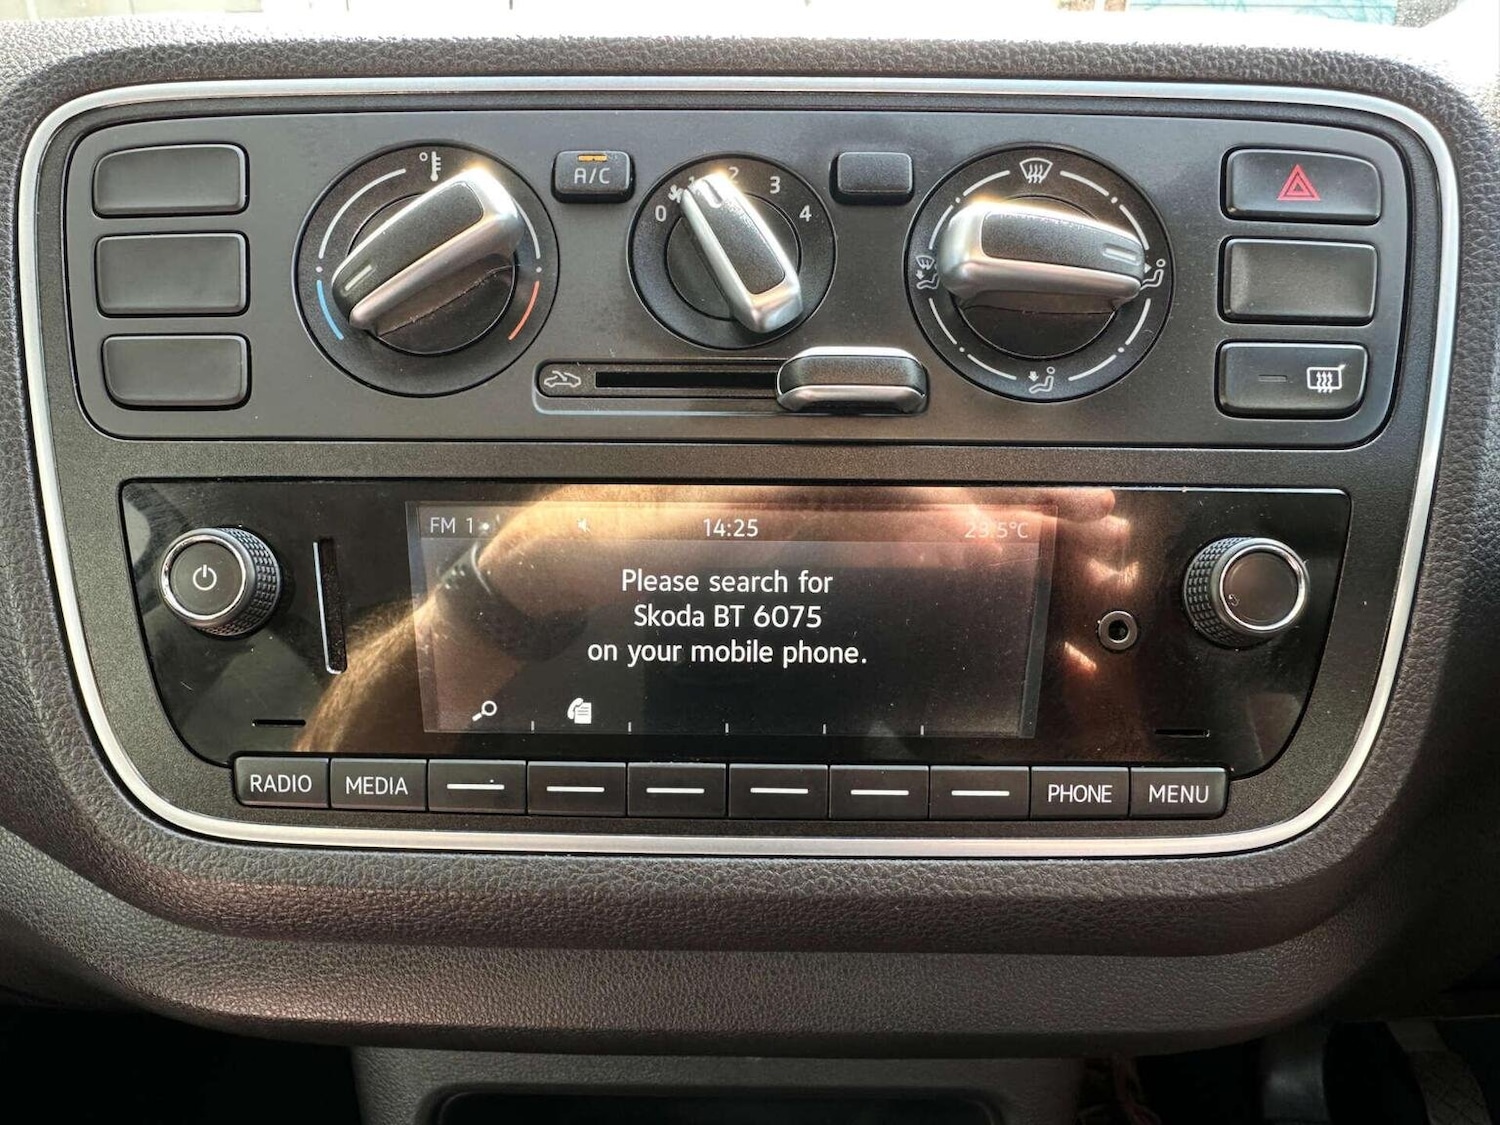 A/C
0 1 2 3 4
FM 1 14:25 23.5°C
Please search for
Skoda BT 6075
on your mobile phone.
RADIO MEDIA PHONE MENU